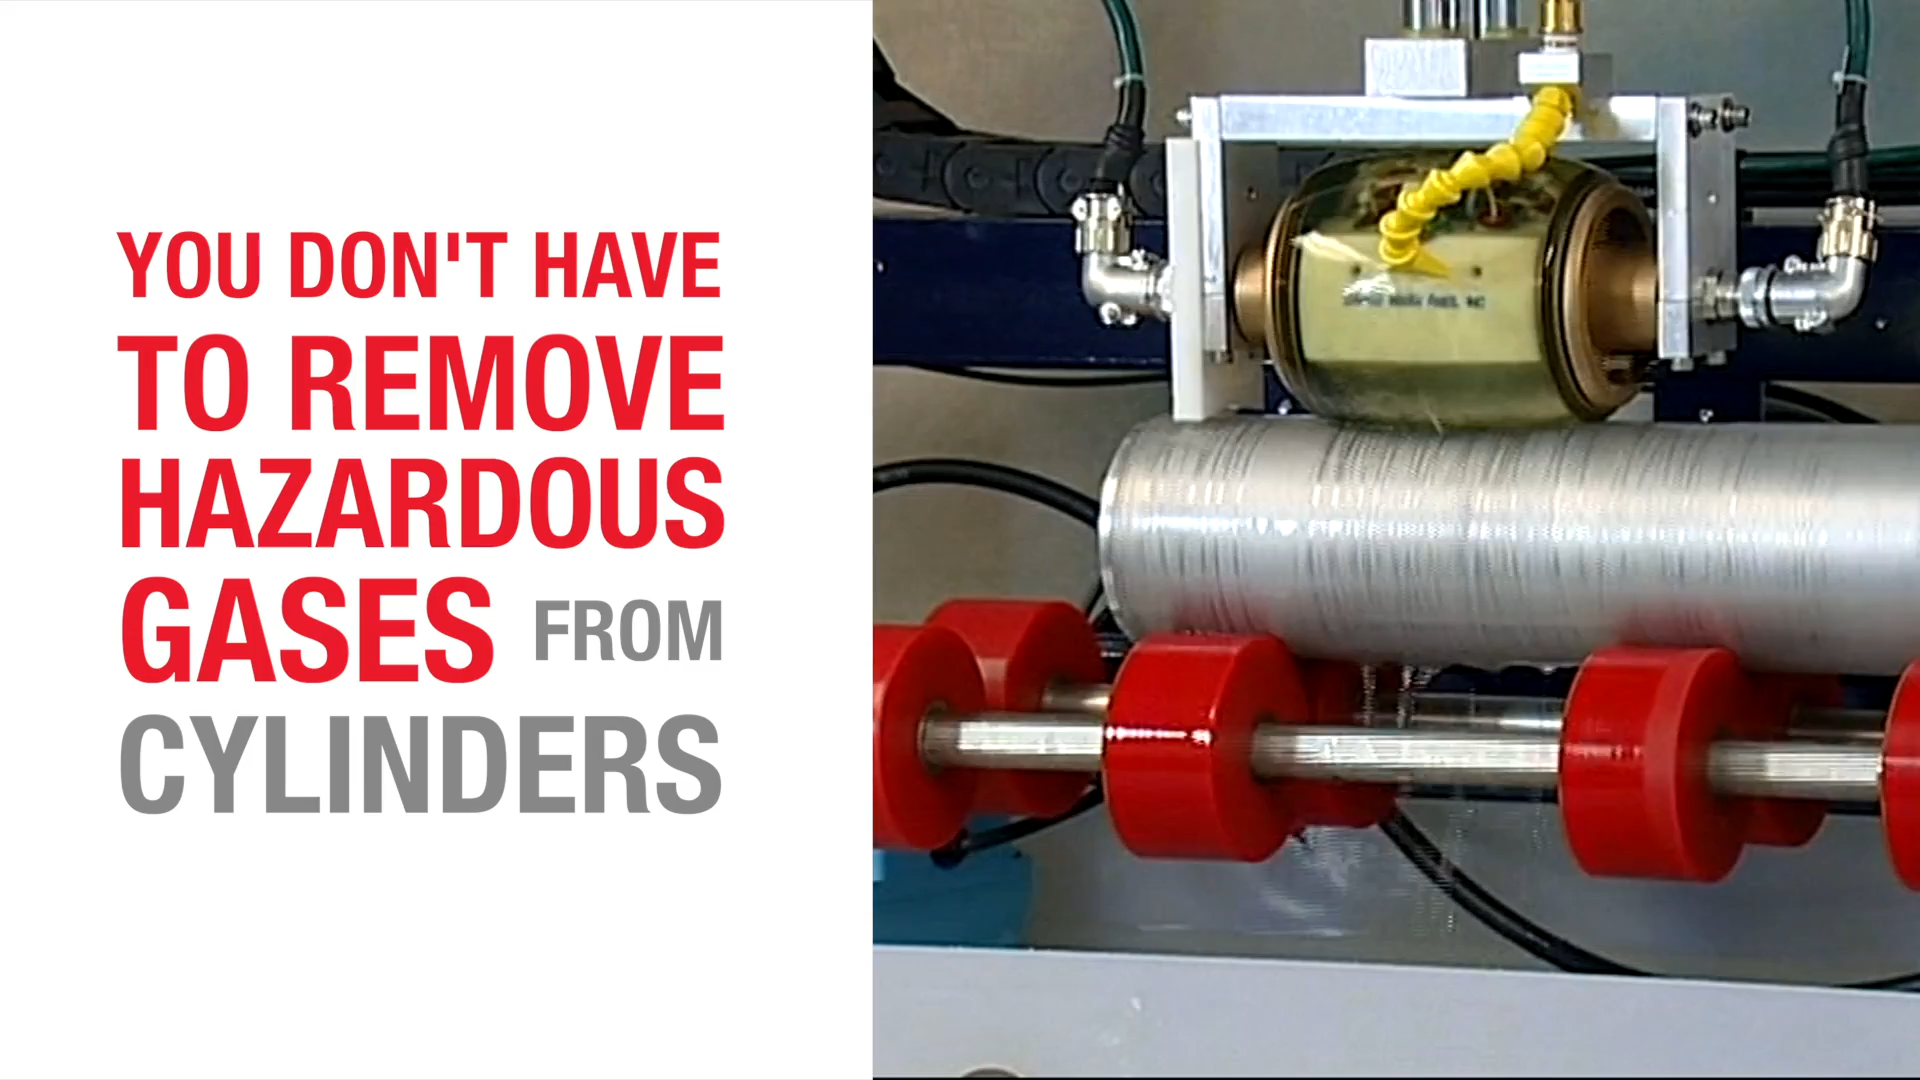 YOU DON'T HAVE
TO REMOVE
HAZARDOUS
GASES FROM
CYLINDERS